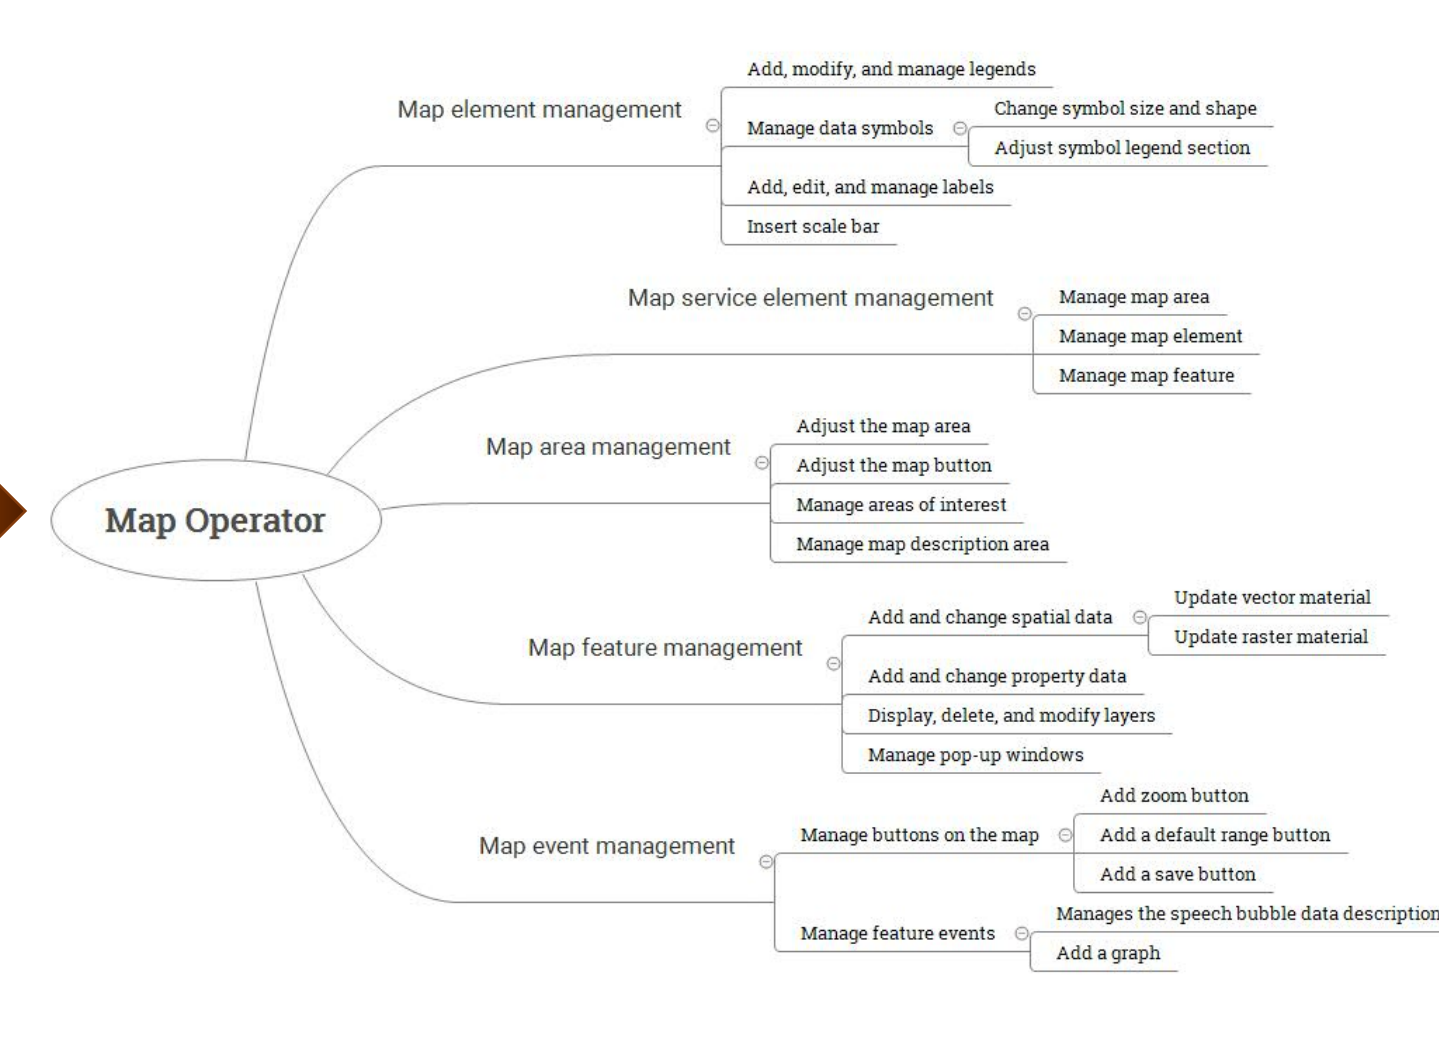 Map Operator
Map element management
Add, modify, and manage legends
Manage data symbols
Change symbol size and shape
Adjust symbol legend section
Add, edit, and manage labels
Insert scale bar
Map service element management
Manage map area
Manage map element
Manage map feature
Map area management
Adjust the map area
Adjust the map button
Manage areas of interest
Manage map description area
Map feature management
Add and change spatial data
Update vector material
Update raster material
Add and change property data
Display, delete, and modify layers
Manage pop-up windows
Map event management
Manage buttons on the map
Add zoom button
Add a default range button
Add a save button
Manage feature events
Manages the speech bubble data description
Add a graph